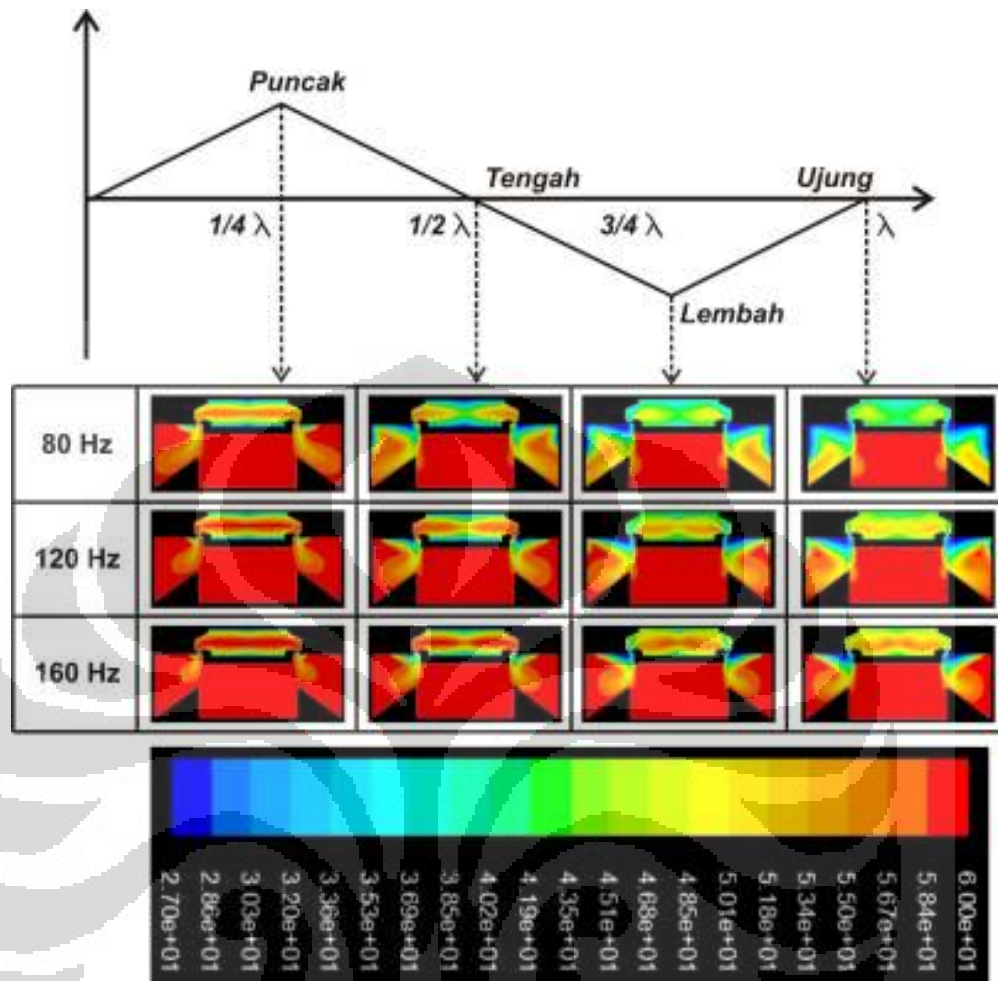 Puncak
Tengah
Ujung
1/4 λ
1/2 λ
3/4 λ
λ
Lembah
80 Hz
120 Hz
160 Hz
2.70e+01
2.86e+01
3.03e+01
3.20e+01
3.36e+01
3.53e+01
3.69e+01
3.85e+01
4.02e+01
4.19e+01
4.35e+01
4.51e+01
4.68e+01
4.85e+01
5.01e+01
5.18e+01
5.34e+01
5.50e+01
5.67e+01
5.84e+01
6.00e+01